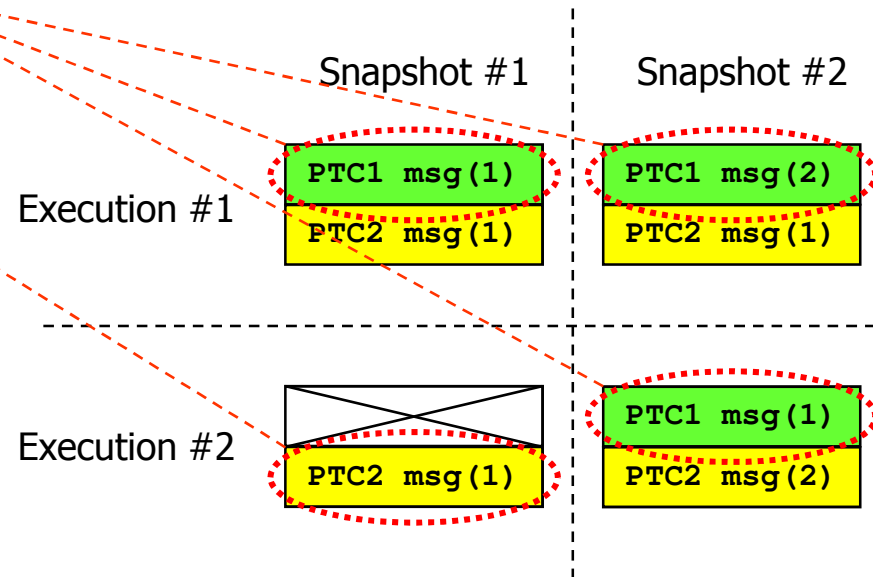 Snapshot #1 Snapshot #2
Execution #1
PTC1 msg(1)
PTC2 msg(1)
PTC1 msg(2)
PTC2 msg(1)
Execution #2
PTC2 msg(1)
PTC1 msg(1)
PTC2 msg(2)